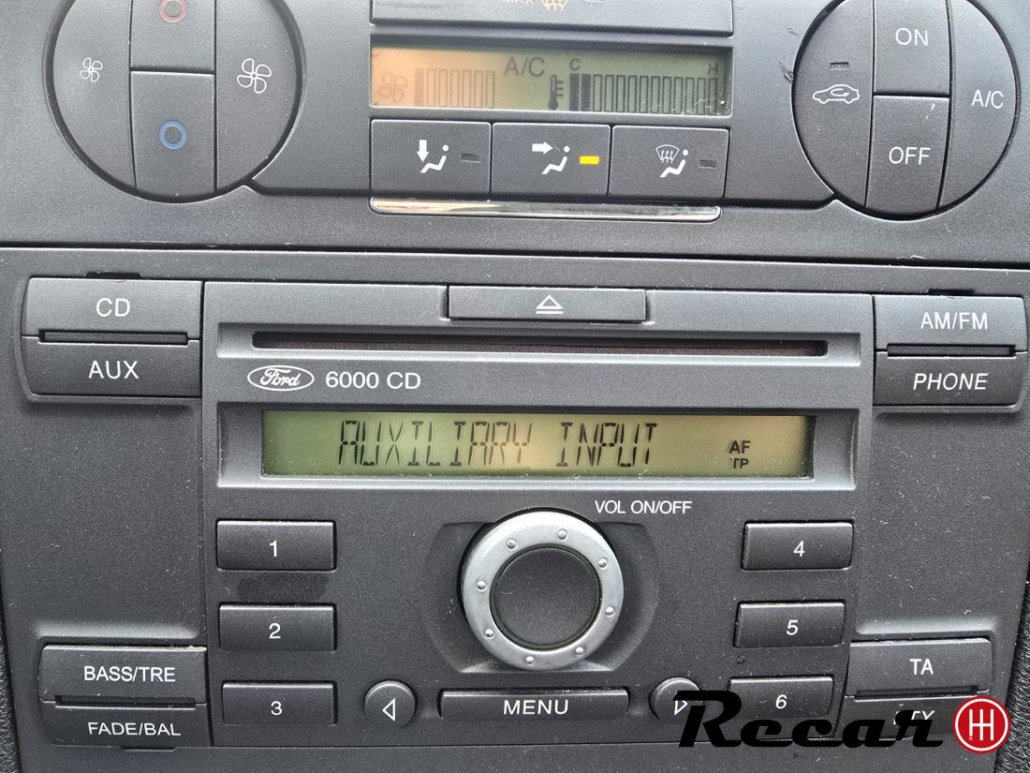 MAX
ON
A/C
C
H
A/C
OFF
CD
AM/FM
AUX
PHONE
Ford
6000 CD
AUXILIARY INPUT
AF
TP
VOL ON/OFF
1
4
2
5
BASS/TRE
TA
3
MENU
6
FADE/BAL
Recar